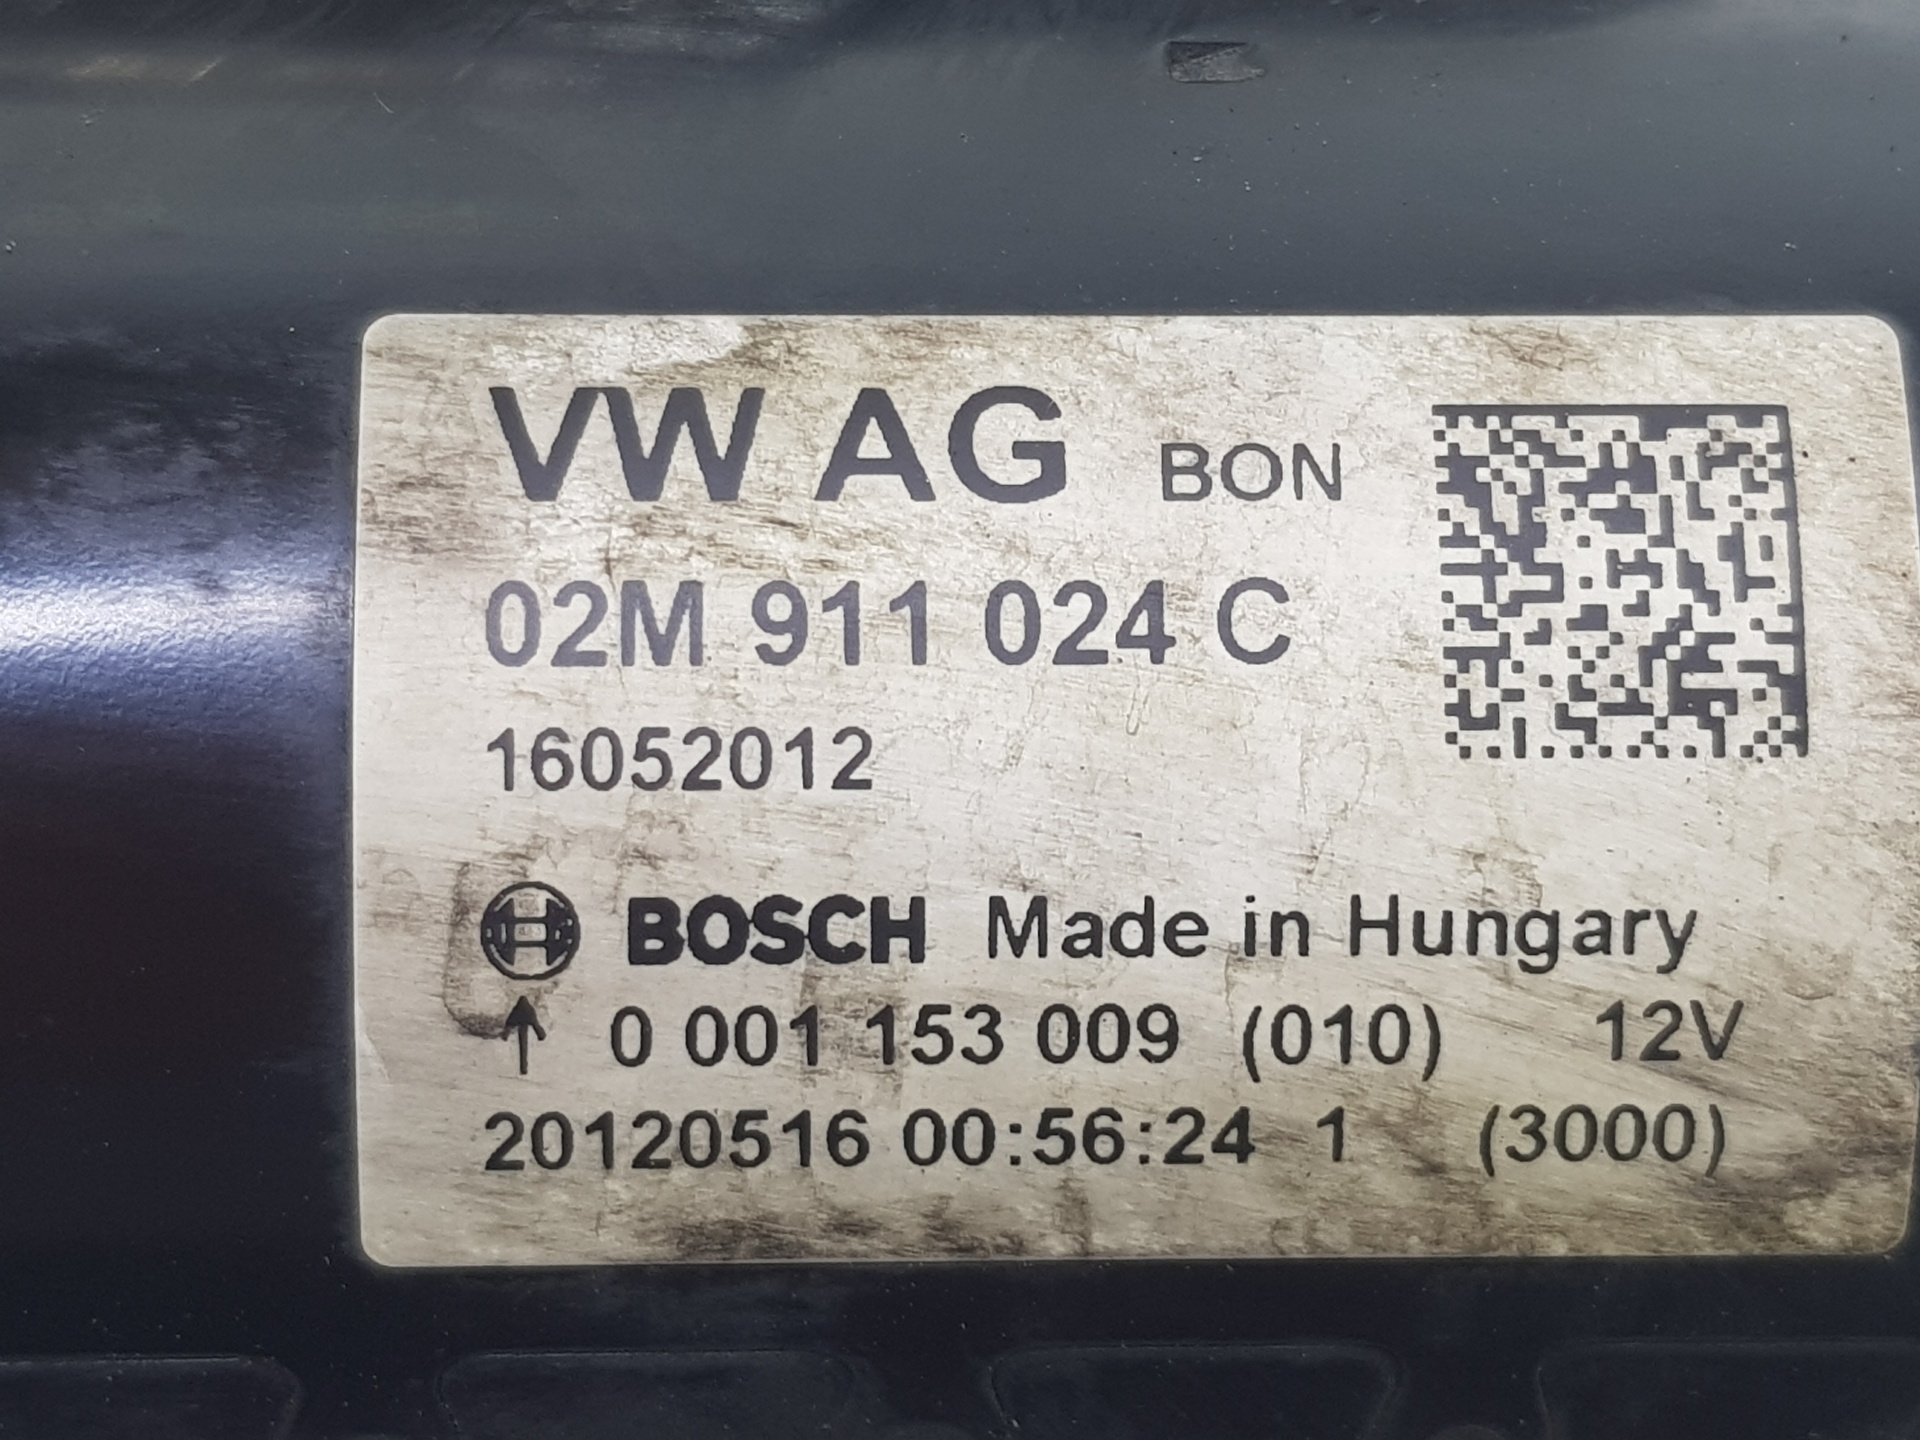 VW AG BON
02M 911 024 C
16052012
BOSCH Made in Hungary
↑ 0 001 153 009 (010) 12V
20120516 00:56:24 1 (3000)